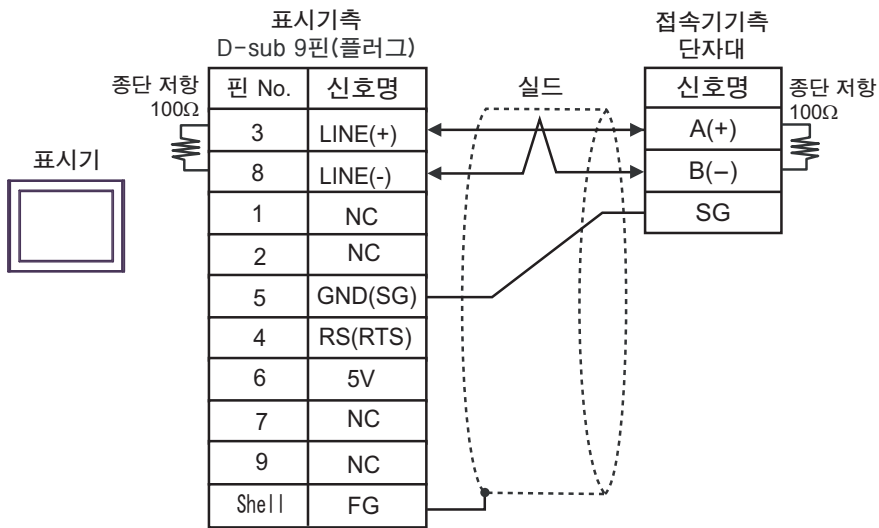 표시기측
D-sub 9핀(플러그)
접속기기측
단자대
종단 저항
100Ω
핀 No. 신호명
실드
신호명
종단 저항
100Ω
3 LINE(+)
A(+)
표시기
8 LINE(-)
B(−)
1 NC
SG
2 NC
5 GND(SG)
4 RS(RTS)
6 5V
7 NC
9 NC
Shell FG